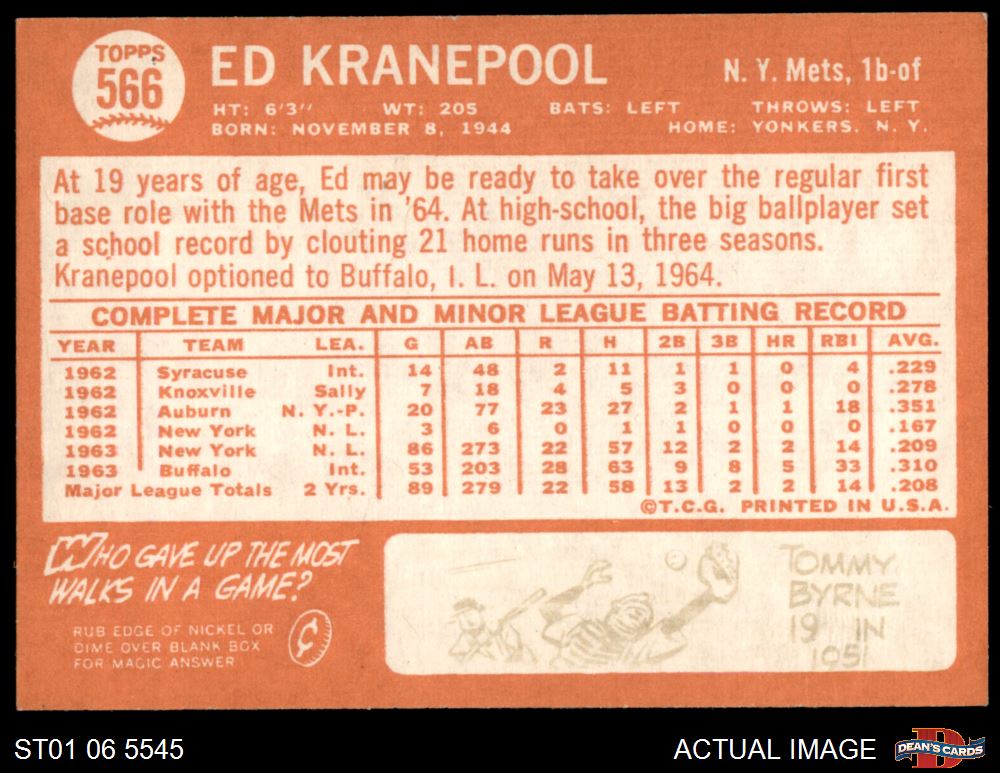 TOPPS
566
ED KRANEPOOL
N. Y. Mets, 1b-of
HT: 6'3" WT: 205 BATS: LEFT THROWS: LEFT
BORN: NOVEMBER 8, 1944 HOME: YONKERS. N. Y.
At 19 years of age, Ed may be ready to take over the regular first
base role with the Mets in '64. At high-school, the big ballplayer set
a school record by clouting 21 home runs in three seasons.
Kranepool optioned to Buffalo, I. L. on May 13, 1964.
COMPLETE MAJOR AND MINOR LEAGUE BATTING RECORD
YEAR TEAM LEA. G AB R H 2B 3B HR RBI AVG.
1962 Syracuse Int. 14 48 2 11 1 1 0 4 .229
1962 Knoxville Sally 7 18 4 5 3 0 0 0 .278
1962 Auburn N. Y.-P. 20 77 23 27 2 1 1 18 .351
1962 New York N. L. 3 6 0 1 1 0 0 0 .167
1963 New York N. L. 86 273 22 57 12 2 2 14 .209
1963 Buffalo Int. 53 203 28 63 9 8 5 33 .310
Major League Totals 2 Yrs. 89 279 22 58 13 2 2 14 .208
©T.C.G. PRINTED IN U.S.A.
WHO GAVE UP THE MOST
WALKS IN A GAME?
RUB EDGE OF NICKEL OR
DIME OVER BLANK BOX
FOR MAGIC ANSWER
¢
TOMMY
BYRNE
19 IN
1951
ST01 06 5545
ACTUAL IMAGE
D
DEAN'S CARDS